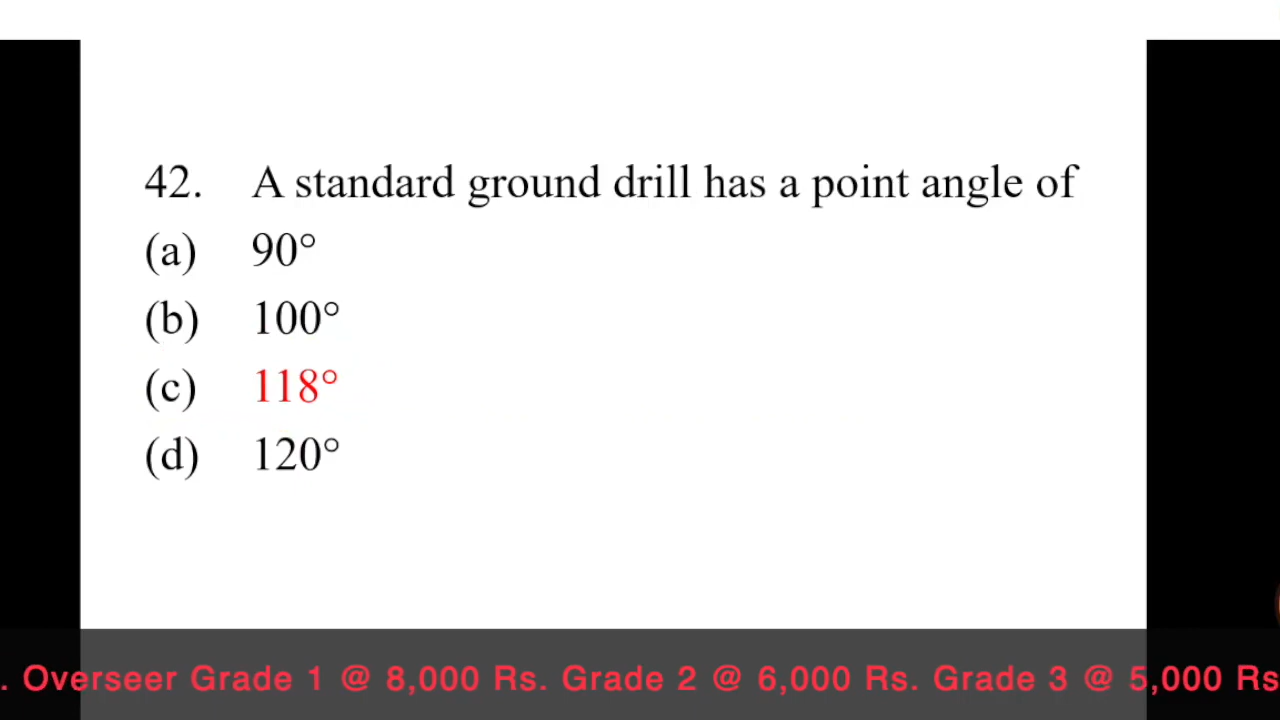 42. A standard ground drill has a point angle of
(a) 90°
(b) 100°
(c) 118°
(d) 120°
. Overseer Grade 1 @ 8,000 Rs. Grade 2 @ 6,000 Rs. Grade 3 @ 5,000 Rs